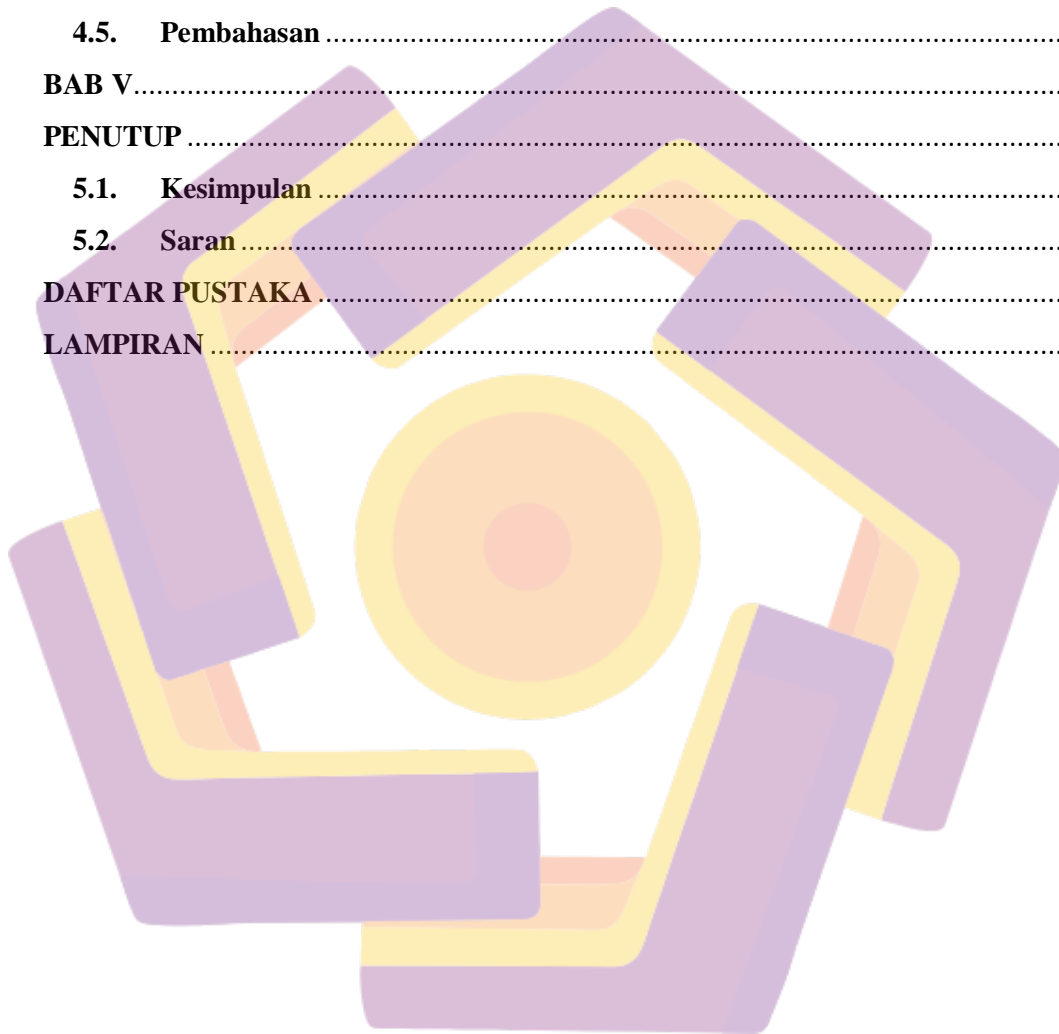 4.5. Pembahasan ................................................................................
BAB V................................................................................
PENUTUP ................................................................................
5.1. Kesimpulan ................................................................................
5.2. Saran ................................................................................
DAFTAR PUSTAKA ................................................................................
LAMPIRAN ................................................................................